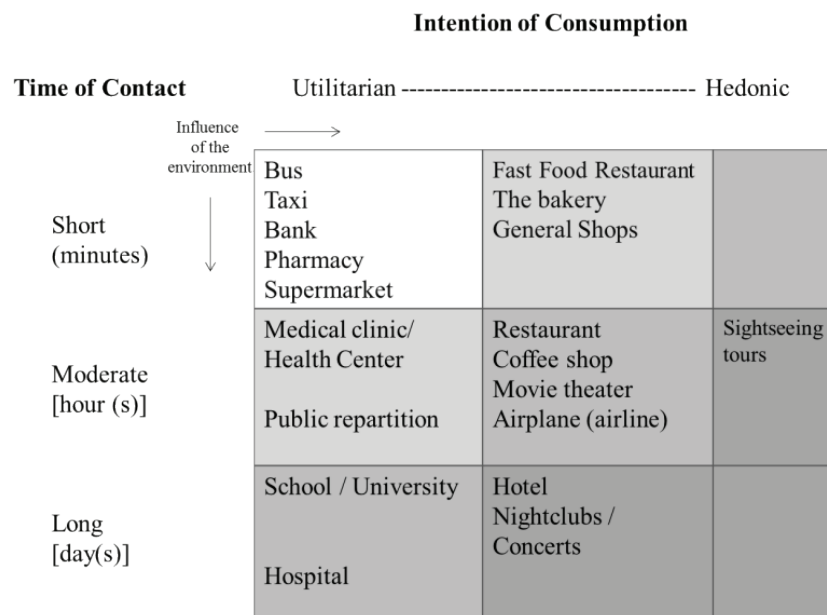 Intention of Consumption
Time of Contact
Utilitarian ------------------------------------- Hedonic
Influence
of the
environment
Short
(minutes)
Bus
Taxi
Bank
Pharmacy
Supermarket
Fast Food Restaurant
The bakery
General Shops
Moderate
[hour (s)]
Medical clinic/
Health Center
Public repartition
Restaurant
Coffee shop
Movie theater
Airplane (airline)
Sightseeing
tours
Long
[day(s)]
School / University
Hospital
Hotel
Nightclubs /
Concerts